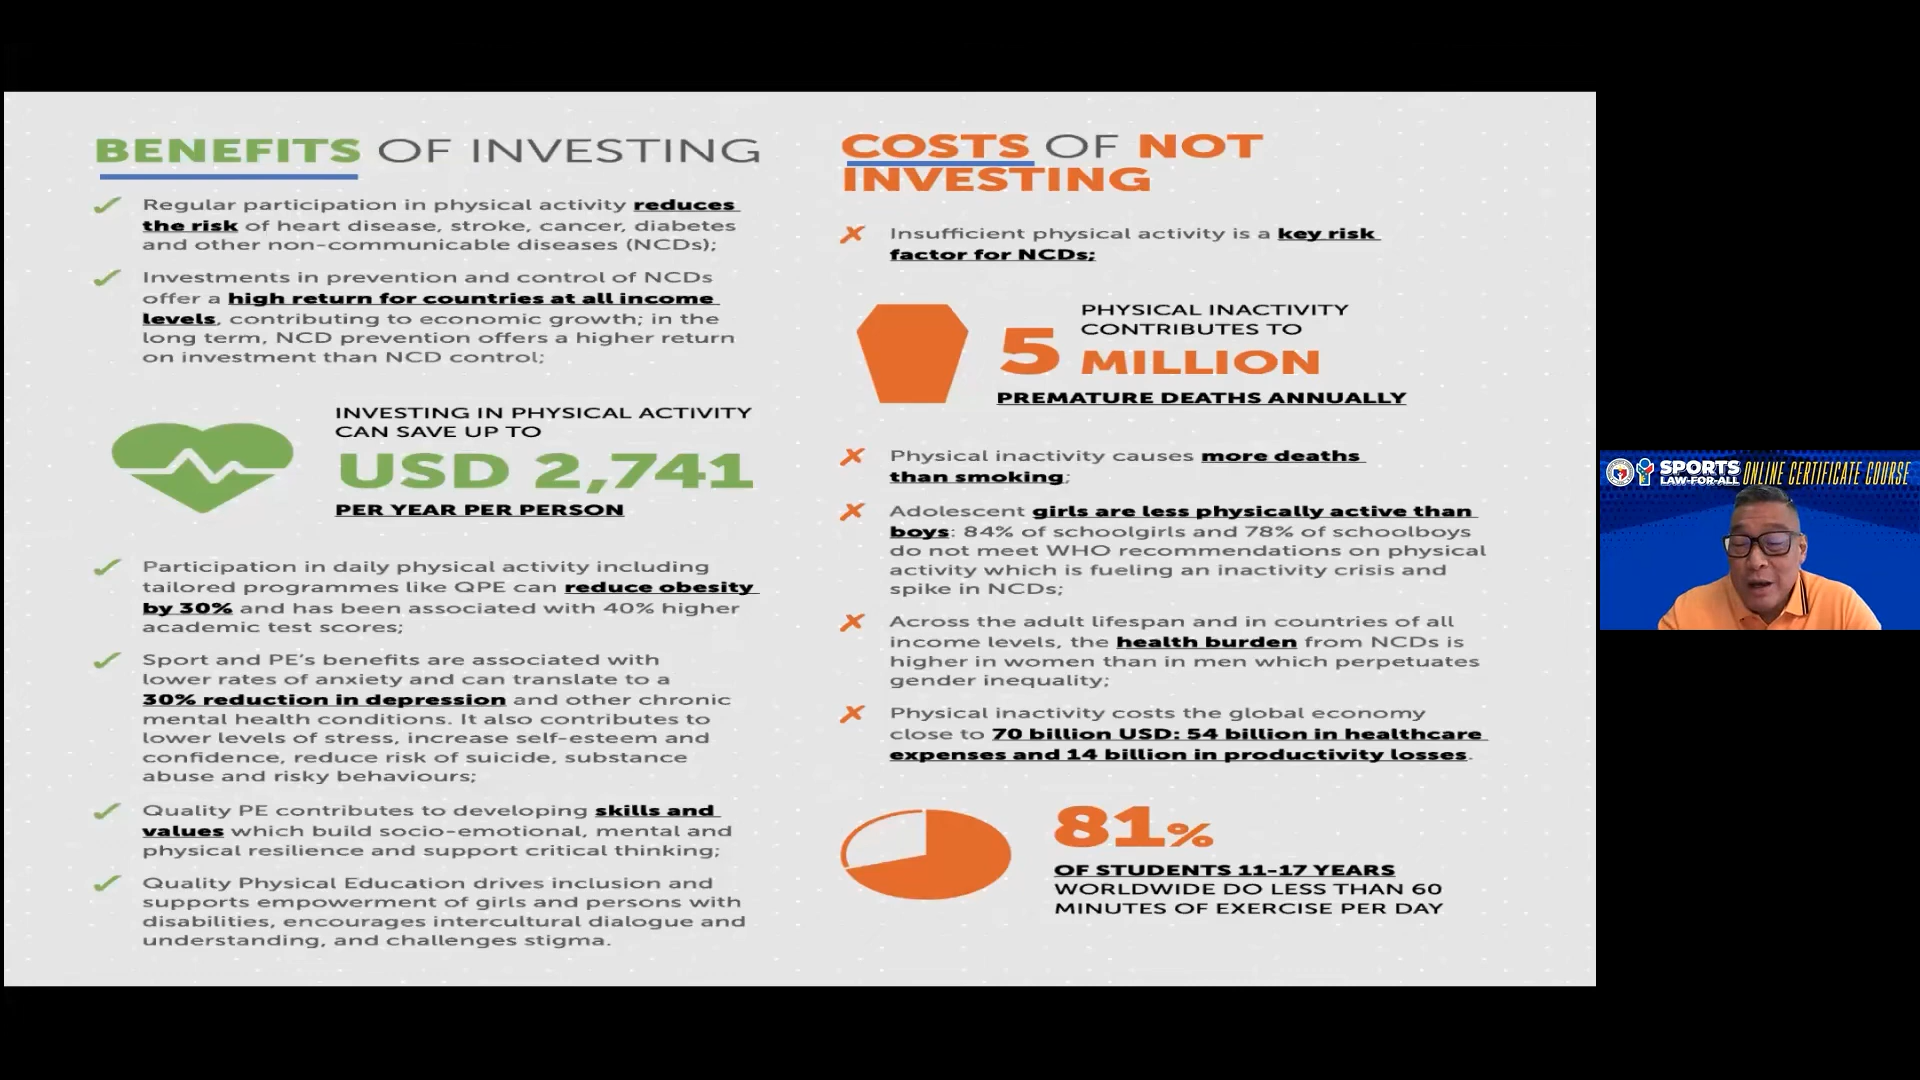 BENEFITS OF INVESTING
Regular participation in physical activity reduces
the risk of heart disease, stroke, cancer, diabetes
and other non-communicable diseases (NCDs);
Investments in prevention and control of NCDs
offer a high return for countries at all income
levels, contributing to economic growth; in the
long term, NCD prevention offers a higher return
on investment than NCD control;
INVESTING IN PHYSICAL ACTIVITY
CAN SAVE UP TO
USD 2,741
PER YEAR PER PERSON
Participation in daily physical activity including
tailored programmes like QPE can reduce obesity
by 30% and has been associated with 40% higher
academic test scores;
Sport and PE's benefits are associated with
lower rates of anxiety and can translate to a
30% reduction in depression and other chronic
mental health conditions. It also contributes to
lower levels of stress, increase self-esteem and
confidence, reduce risk of suicide, substance
abuse and risky behaviours;
Quality PE contributes to developing skills and
values which build socio-emotional, mental and
physical resilience and support critical thinking;
Quality Physical Education drives inclusion and
supports empowerment of girls and persons with
disabilities, encourages intercultural dialogue and
understanding, and challenges stigma.
COSTS OF NOT
INVESTING
Insufficient physical activity is a key risk
factor for NCDs;
PHYSICAL INACTIVITY
CONTRIBUTES TO
5 MILLION
PREMATURE DEATHS ANNUALLY
Physical inactivity causes more deaths
than smoking;
Adolescent girls are less physically active than
boys: 84% of schoolgirls and 78% of schoolboys
do not meet WHO recommendations on physical
activity which is fueling an inactivity crisis and
spike in NCDs;
Across the adult lifespan and in countries of all
income levels, the health burden from NCDs is
higher in women than in men which perpetuates
gender inequality;
Physical inactivity costs the global economy
close to 70 billion USD: 54 billion in healthcare
expenses and 14 billion in productivity losses.
81%
OF STUDENTS 11-17 YEARS
WORLDWIDE DO LESS THAN 60
MINUTES OF EXERCISE PER DAY
SPORTS
LAW-FOR-ALL
ONLINE CERTIFICATE COURSE